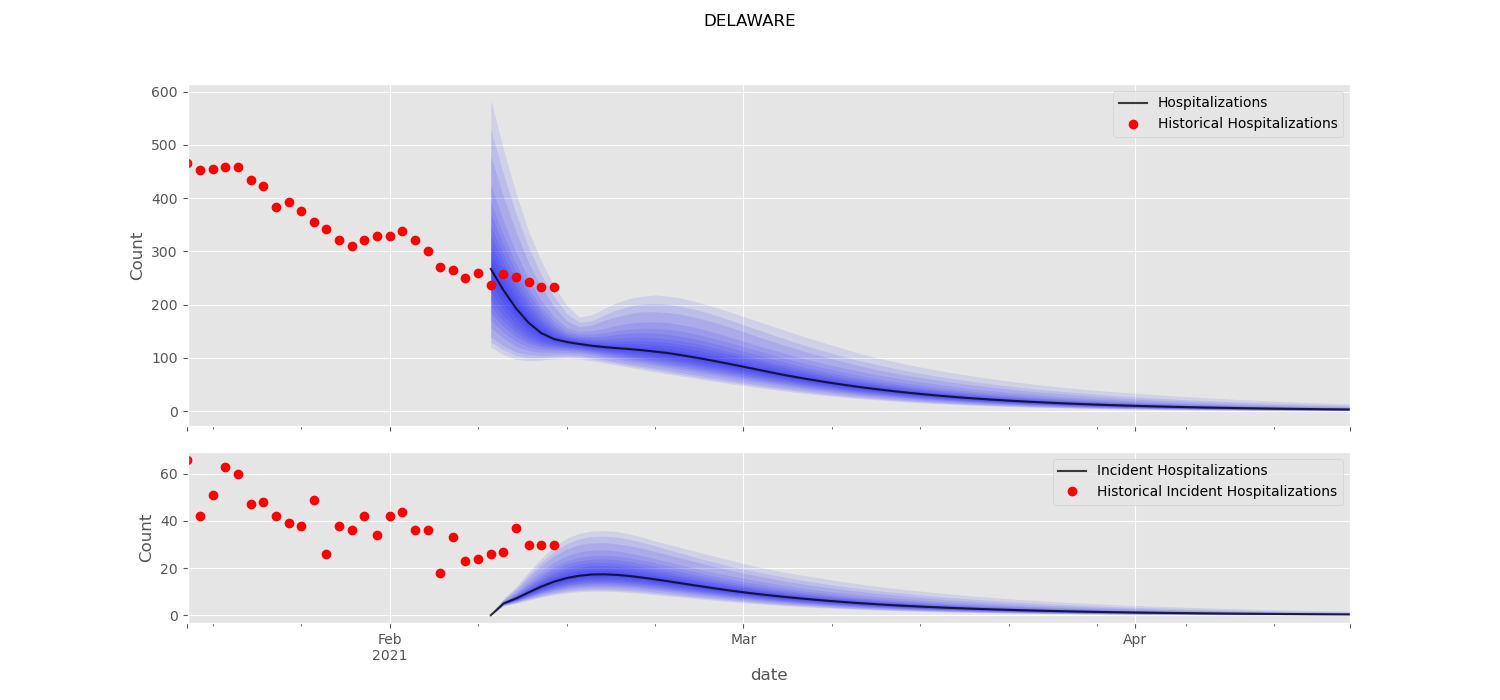 DELAWARE
600
500
400
300
200
100
0
Count
Hospitalizations
Historical Hospitalizations
60
40
20
0
Count
Incident Hospitalizations
Historical Incident Hospitalizations
Feb
2021
Mar
Apr
date